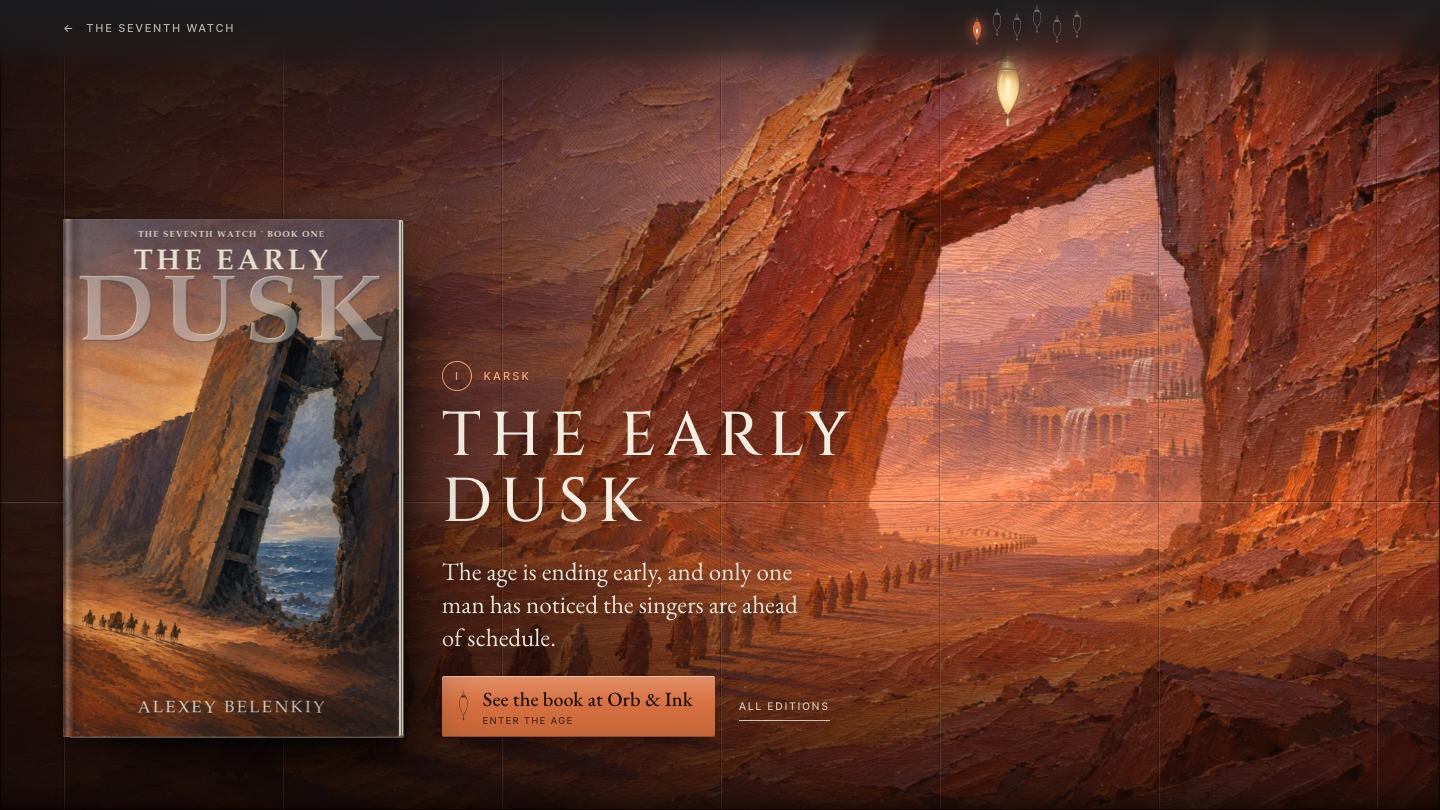 ← THE SEVENTH WATCH
THE SEVENTH WATCH · BOOK ONE
THE EARLY
DUSK
ALEXEY BELENKIY
I KARSK
THE EARLY
DUSK
The age is ending early, and only one
man has noticed the singers are ahead
of schedule.
See the book at Orb & Ink
ENTER THE AGE
ALL EDITIONS